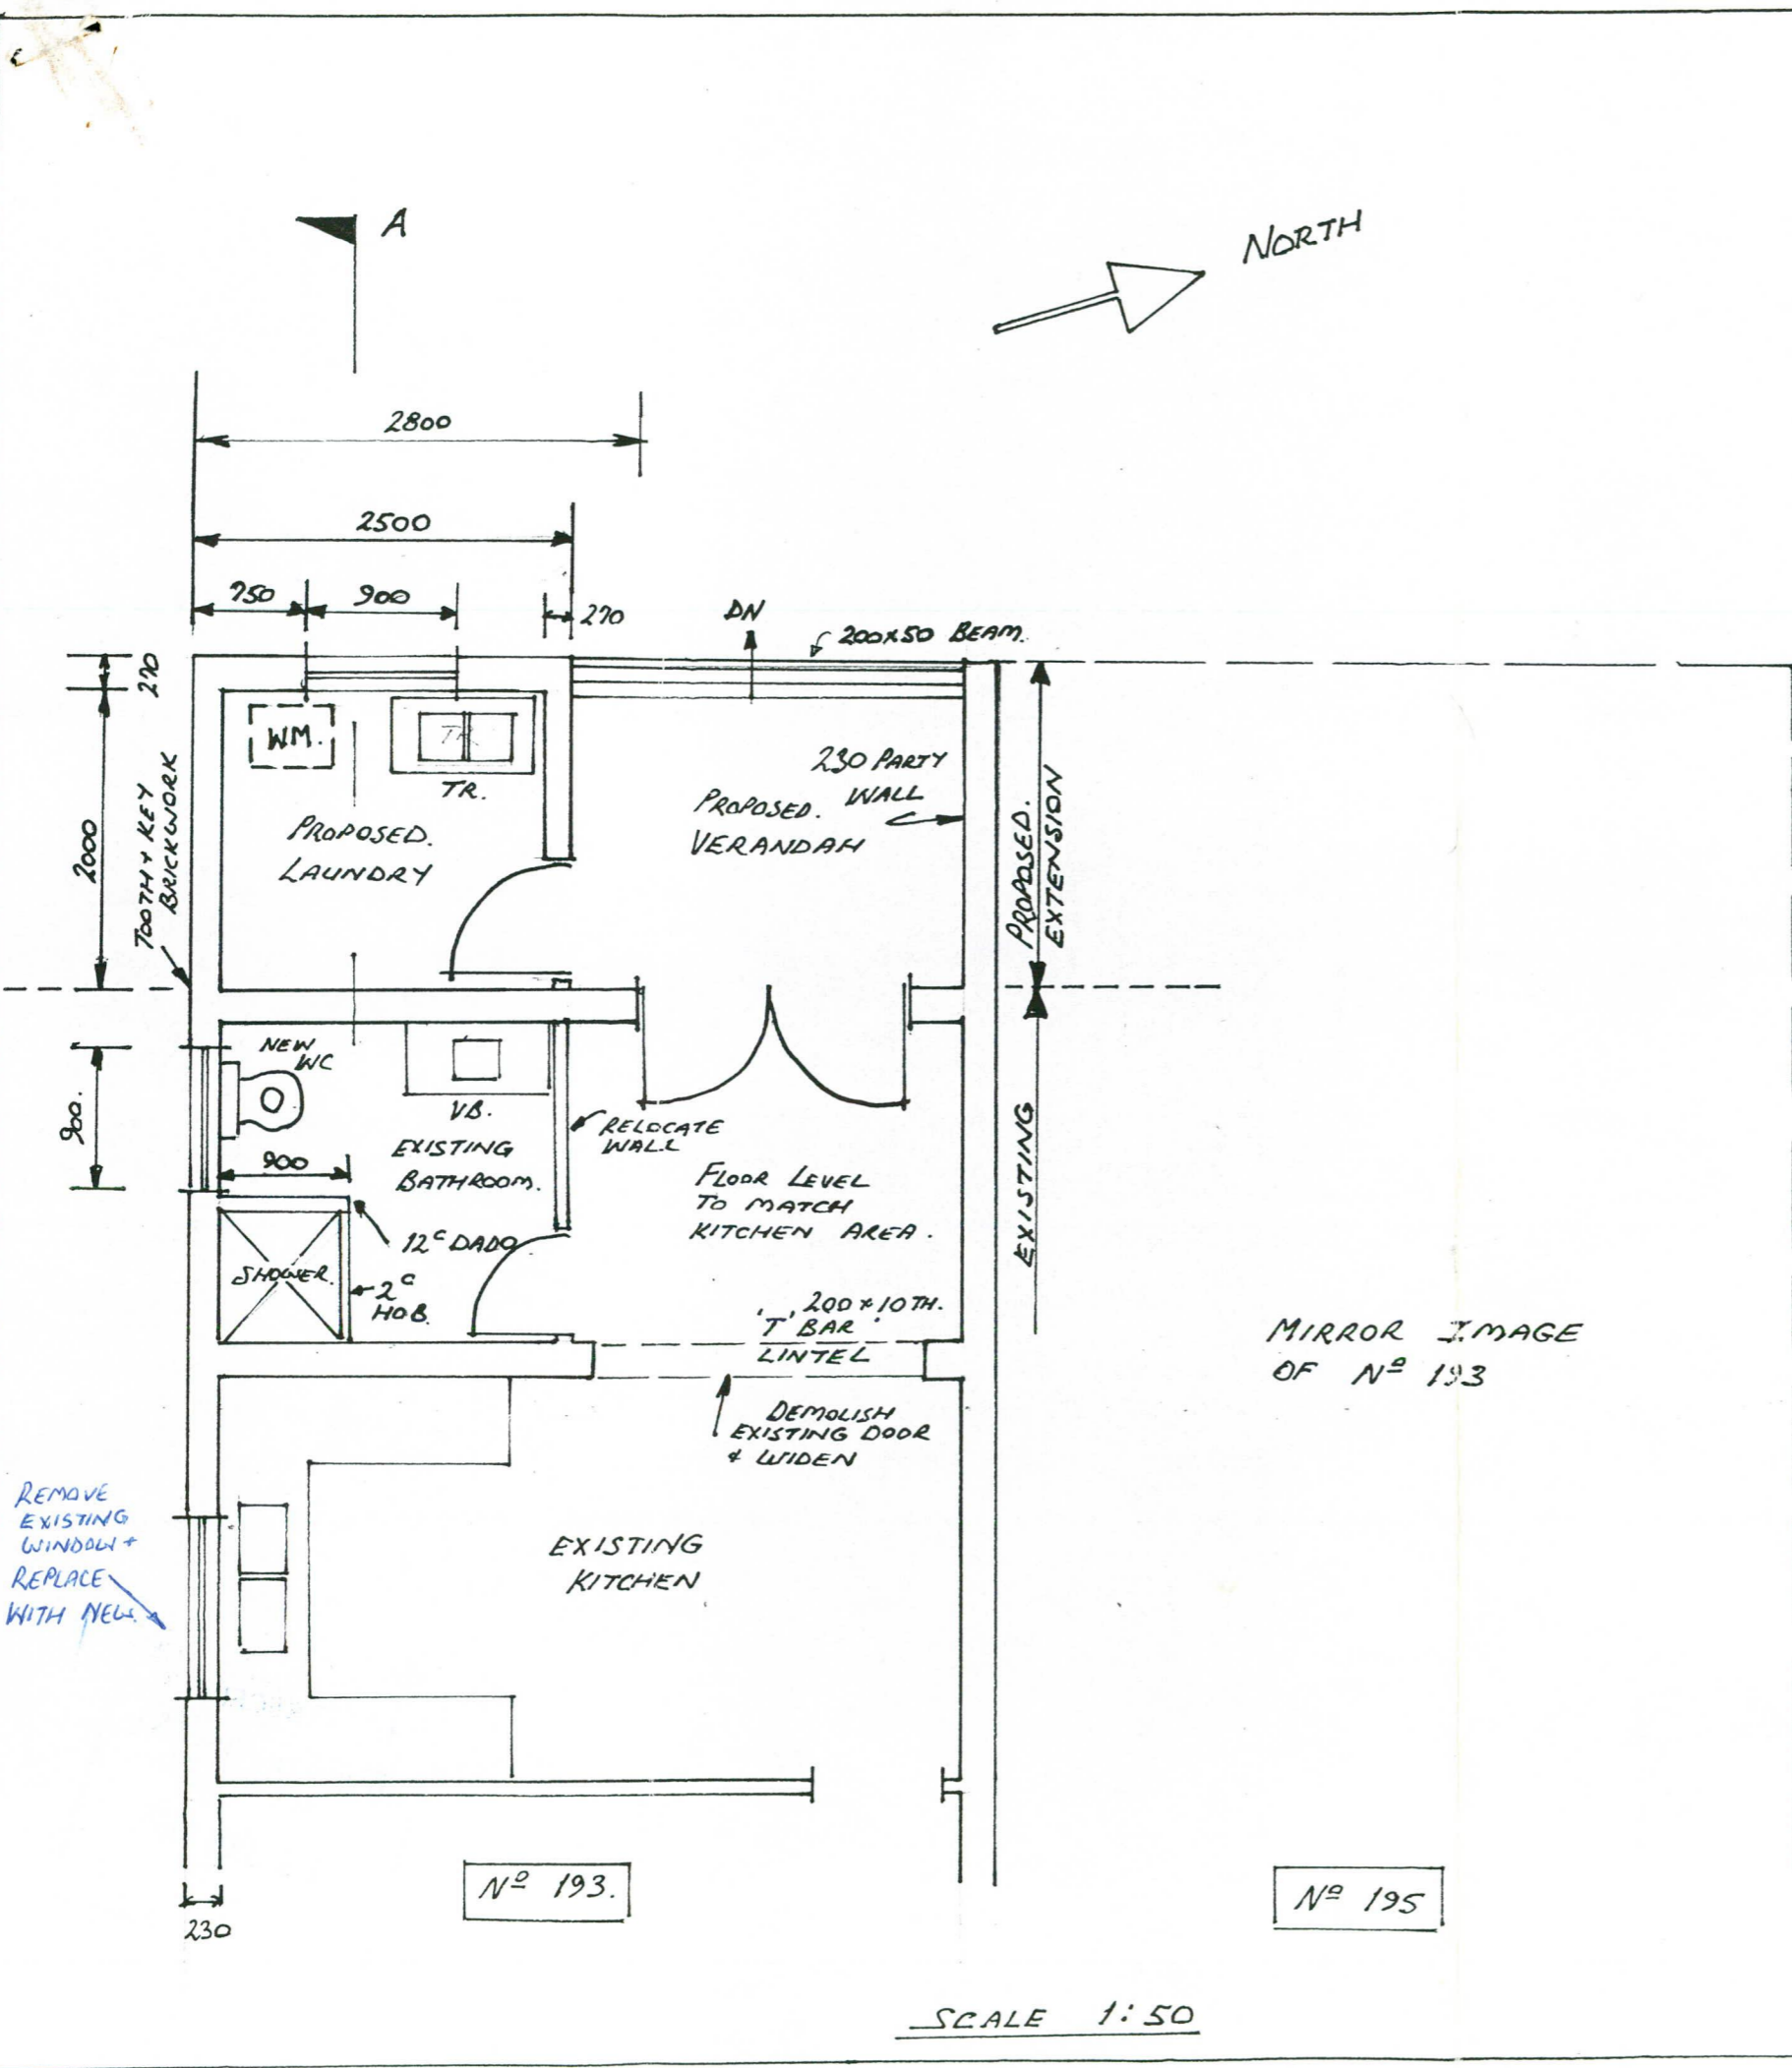 A
NORTH
2800
2500
750
900
270
DN
200x50 BEAM.
270
WM.
TR.
TR.
230 PARTY
WALL
PROPOSED.
VERANDAH
PROPOSED.
LAUNDRY
2000
TOOTH & KEY
BRICKWORK
PROPOSED.
EXTENSION
NEW
WC
VB.
900.
RELOCATE
WALL
EXISTING
BATHROOM.
900
FLOOR LEVEL
TO MATCH
KITCHEN AREA.
EXISTING
12ᶜ DADO
SHOWER.
2ᶜ
HOB.
200 x 10 TH.
'T' BAR
LINTEL
MIRROR IMAGE
OF Nº 193
DEMOLISH
EXISTING DOOR
& WIDEN
REMOVE
EXISTING
WINDOW &
REPLACE
WITH NEW.
EXISTING
KITCHEN
Nº 193.
Nº 195
230
SCALE 1:50